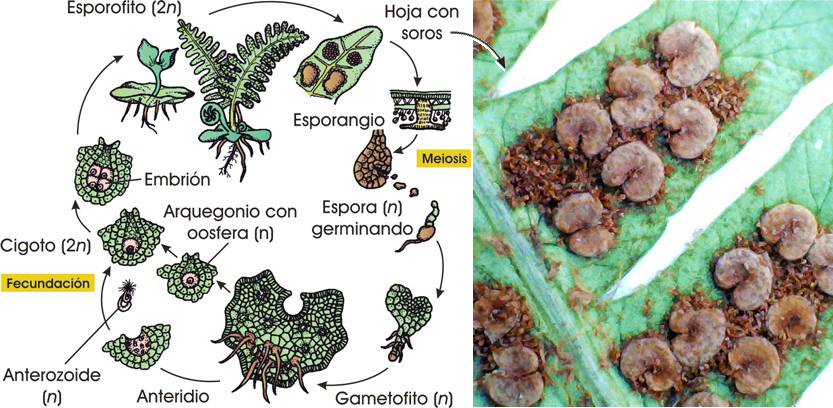 Esporofito (2n)
Hoja con
soros
Esporangio
Meiosis
Espora (n)
germinando
Embrión
Arquegonio con
oosfera (n)
Cigoto (2n)
Fecundación
Anterozoide
(n)
Anteridio
Gametofito (n)